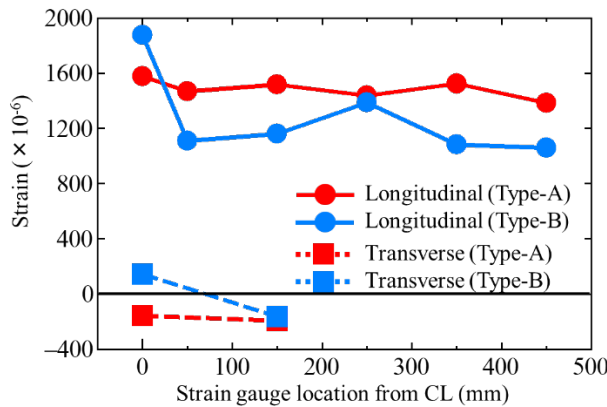 2000
1600
1200
800
400
0
–400
Strain (×10⁻⁶)
Longitudinal (Type-A)
Longitudinal (Type-B)
Transverse (Type-A)
Transverse (Type-B)
0 100 200 300 400 500
Strain gauge location from CL (mm)